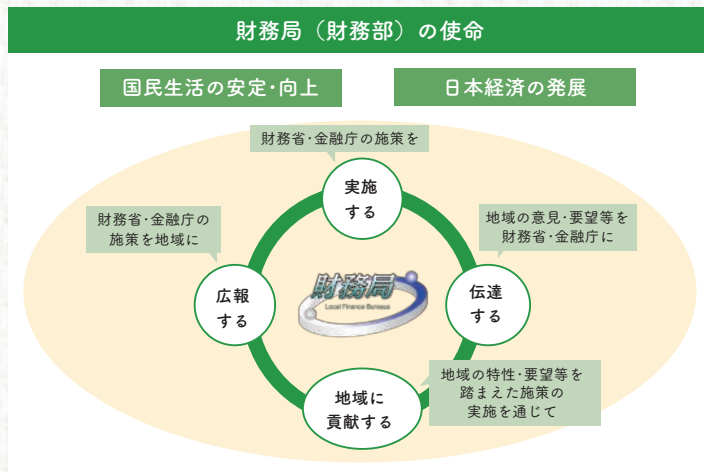 財務局（財務部）の使命
国民生活の安定・向上
日本経済の発展
財務省・金融庁の施策を
実施
する
財務省・金融庁の
施策を地域に
広報
する
地域の意見・要望等を
財務省・金融庁に
伝達
する
財務局
Local Finance Bureaus
地域の特性・要望等を
踏まえた施策の
実施を通じて
地域に
貢献する